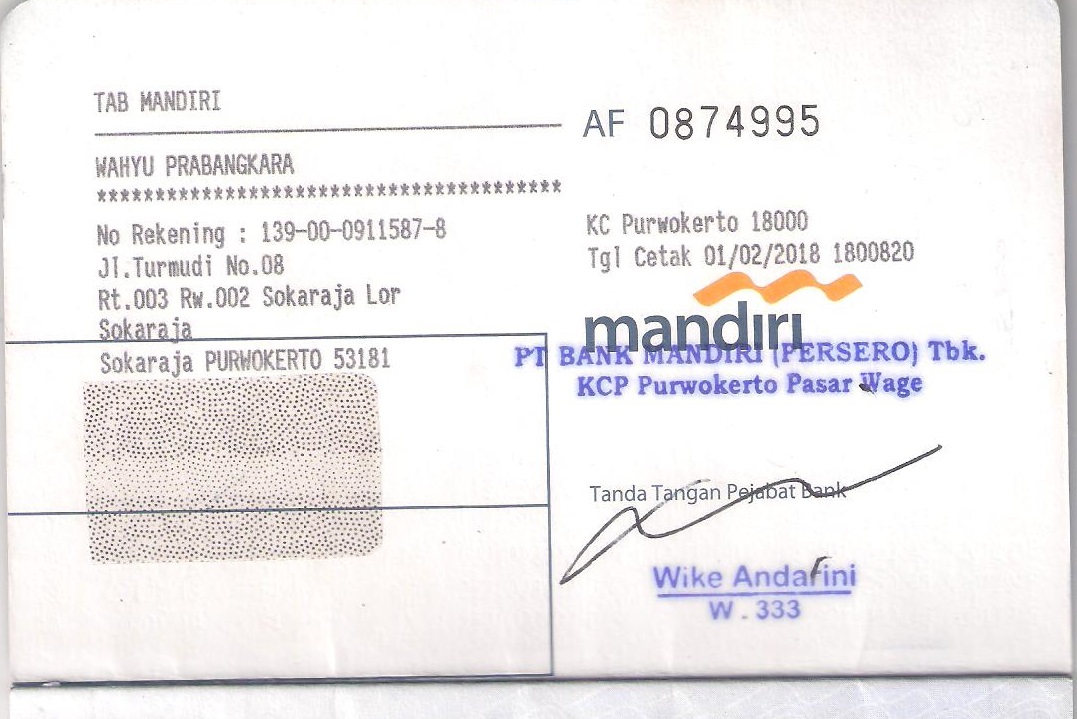 TAB MANDIRI
AF 0874995
WAHYU PRABANGKARA
****************************************
No Rekening : 139-00-0911587-8
Jl.Turmudi No.08
Rt.003 Rw.002 Sokaraja Lor
Sokaraja
Sokaraja PURWOKERTO 53181
KC Purwokerto 18000
Tgl Cetak 01/02/2018 1800820
mandiri
PT BANK MANDIRI (PERSERO) Tbk.
KCP Purwokerto Pasar Wage
Tanda Tangan Pejabat Bank
Wike Andarini
W . 333